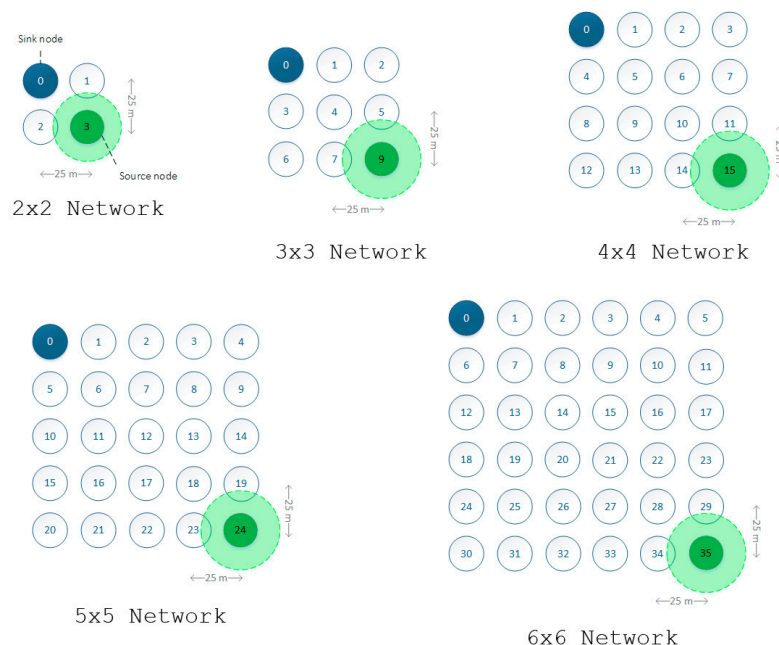 Sink node
0 1
2 3
25 m
25 m
Source node
2x2 Network
0 1 2
3 4 5
6 7 9
25 m
25 m
3x3 Network
0 1 2 3
4 5 6 7
8 9 10 11
12 13 14 15
25 m
25 m
4x4 Network
0 1 2 3 4
5 6 7 8 9
10 11 12 13 14
15 16 17 18 19
20 21 22 23 24
25 m
25 m
5x5 Network
0 1 2 3 4 5
6 7 8 9 10 11
12 13 14 15 16 17
18 19 20 21 22 23
24 25 26 27 28 29
30 31 32 33 34 35
25 m
25 m
6x6 Network